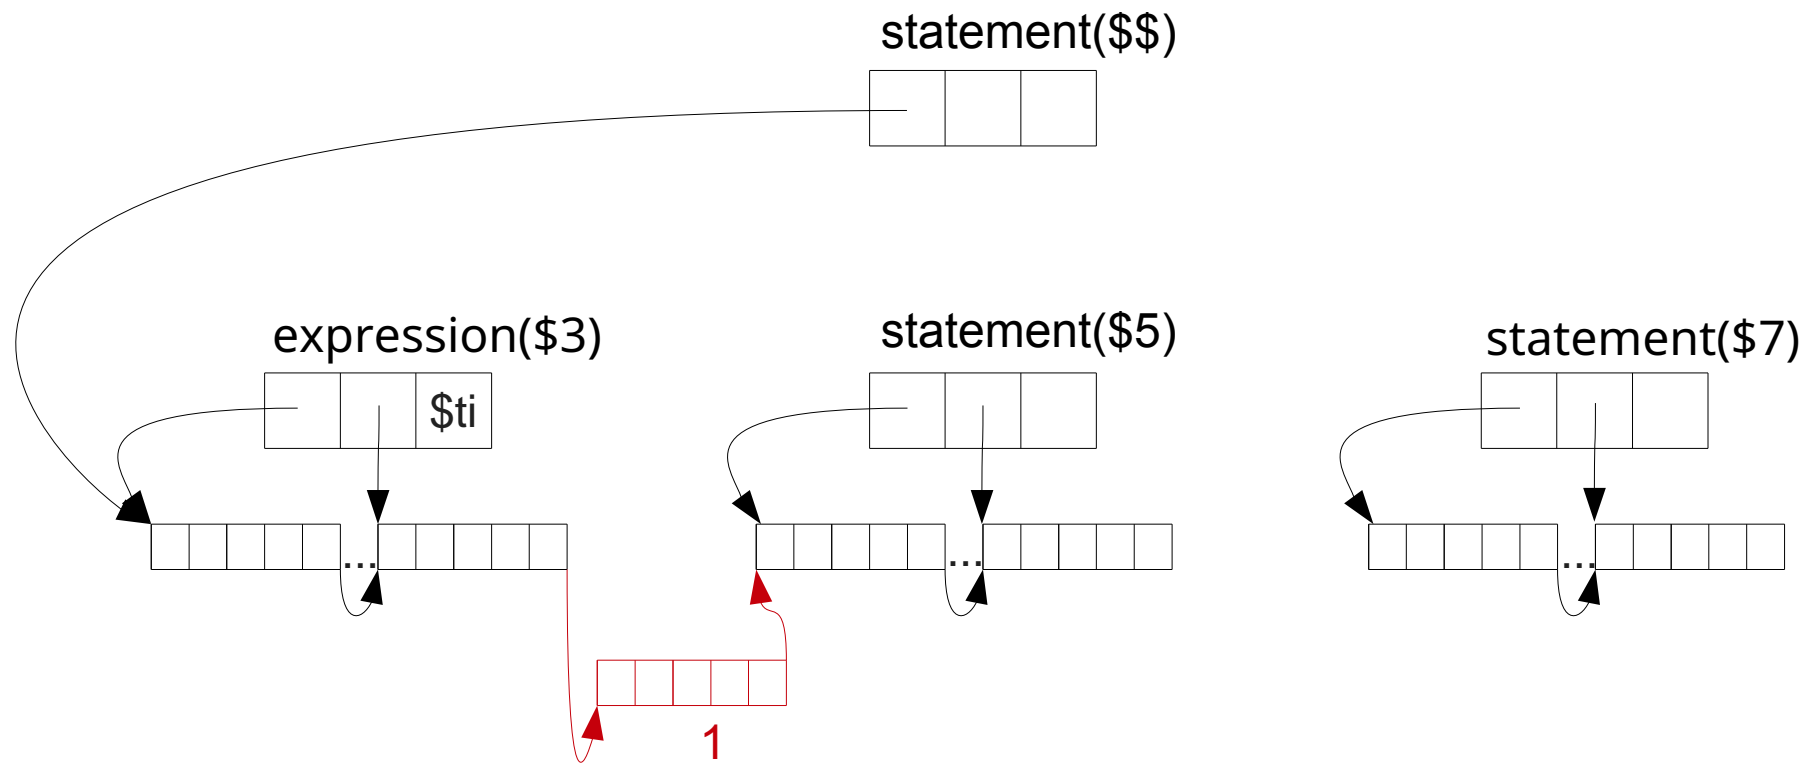 statement($$)
expression($3)
statement($5)
statement($7)
$ti
...
...
...
1